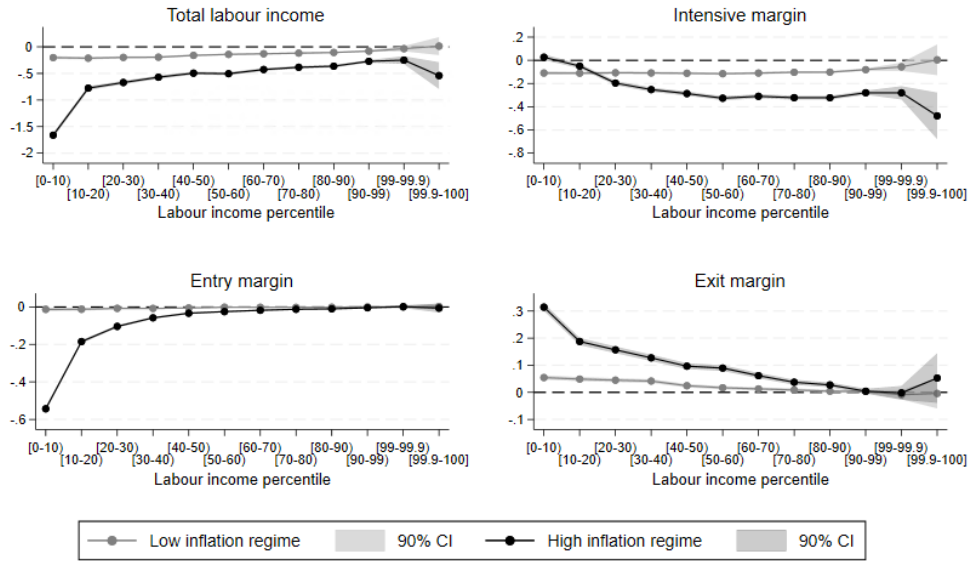 Total labour income
0
-.5
-1
-1.5
-2
[0-10) [20-30) [40-50) [60-70) [80-90) [99-99.9)
[10-20) [30-40) [50-60) [70-80) [90-99) [99.9-100]
Labour income percentile
Intensive margin
.2
0
-.2
-.4
-.6
-.8
[0-10) [20-30) [40-50) [60-70) [80-90) [99-99.9)
[10-20) [30-40) [50-60) [70-80) [90-99) [99.9-100]
Labour income percentile
Entry margin
0
-.2
-.4
-.6
[0-10) [20-30) [40-50) [60-70) [80-90) [99-99.9)
[10-20) [30-40) [50-60) [70-80) [90-99) [99.9-100]
Labour income percentile
Exit margin
.3
.2
.1
0
-.1
[0-10) [20-30) [40-50) [60-70) [80-90) [99-99.9)
[10-20) [30-40) [50-60) [70-80) [90-99) [99.9-100]
Labour income percentile
Low inflation regime 90% CI High inflation regime 90% CI